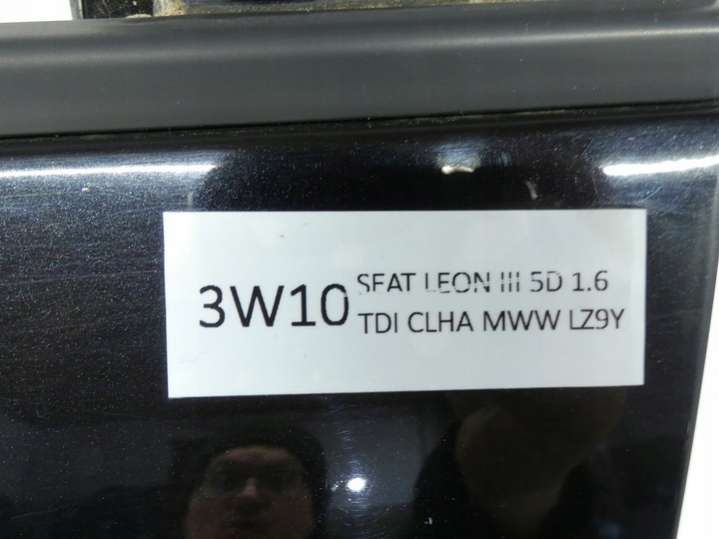 3W10
SEAT LEON III 5D 1.6
TDI CLHA MWW LZ9Y